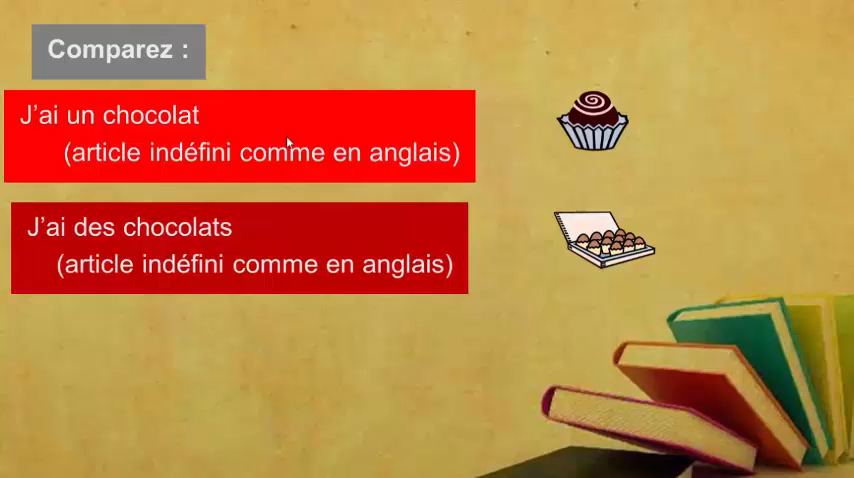 Comparez :
J’ai un chocolat
(article indéfini comme en anglais)
J’ai des chocolats
(article indéfini comme en anglais)